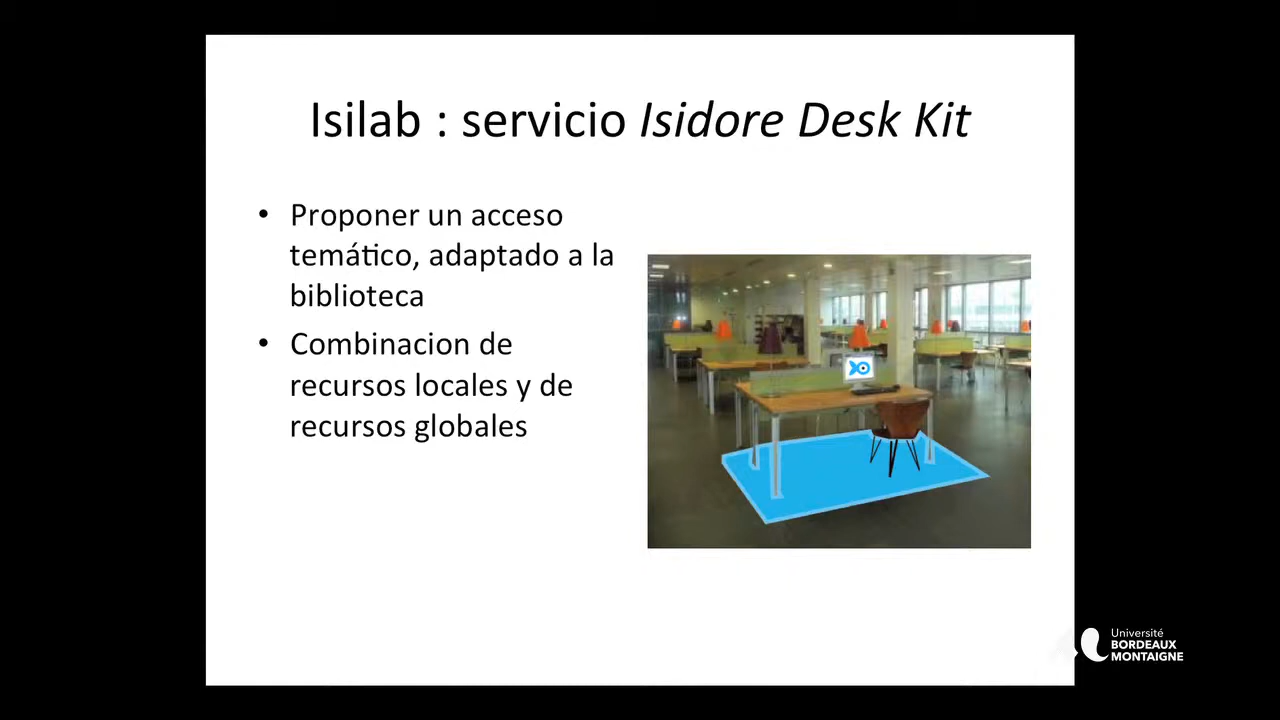 Isilab : servicio Isidore Desk Kit
• Proponer un acceso
temático, adaptado a la
biblioteca
• Combinacion de
recursos locales y de
recursos globales
Université
BORDEAUX
MONTAIGNE